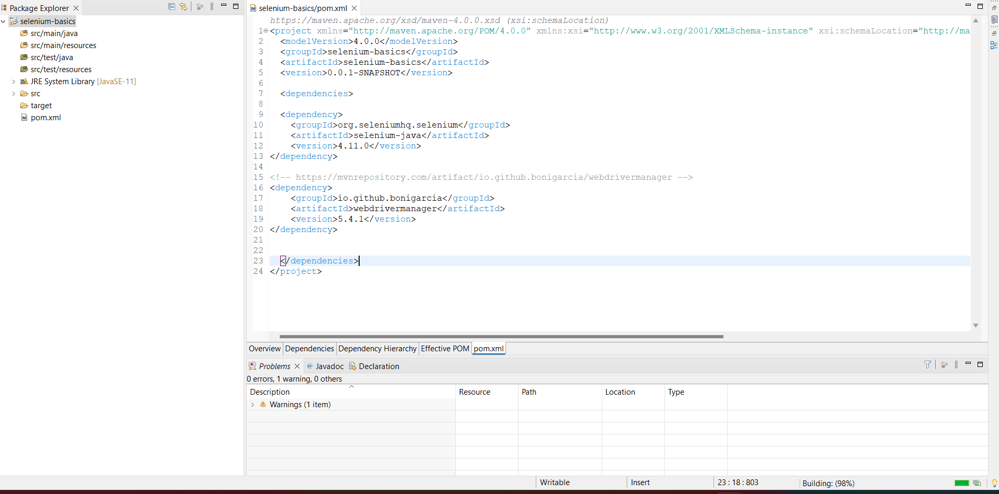 Package Explorer
selenium-basics
src/main/java
src/main/resources
src/test/java
src/test/resources
JRE System Library [JavaSE-11]
src
target
pom.xml
selenium-basics/pom.xml
https://maven.apache.org/xsd/maven-4.0.0.xsd (xsi:schemaLocation)
1 <project xmlns="http://maven.apache.org/POM/4.0.0" xmlns:xsi="http://www.w3.org/2001/XMLSchema-instance" xsi:schemaLocation="http://ma
2 <modelVersion>4.0.0</modelVersion>
3 <groupId>selenium-basics</groupId>
4 <artifactId>selenium-basics</artifactId>
5 <version>0.0.1-SNAPSHOT</version>
6
7 <dependencies>
8
9 <dependency>
10 <groupId>org.seleniumhq.selenium</groupId>
11 <artifactId>selenium-java</artifactId>
12 <version>4.11.0</version>
13 </dependency>
14
15 <!-- https://mvnrepository.com/artifact/io.github.bonigarcia/webdrivermanager -->
16 <dependency>
17 <groupId>io.github.bonigarcia</groupId>
18 <artifactId>webdrivermanager</artifactId>
19 <version>5.4.1</version>
20 </dependency>
21
22
23 </dependencies>
24 </project>
Overview Dependencies Dependency Hierarchy Effective POM pom.xml
Problems @ Javadoc Declaration
0 errors, 1 warning, 0 others
Description Resource Path Location Type
Warnings (1 item)
Writable Insert 23 : 18 : 803 Building: (98%)